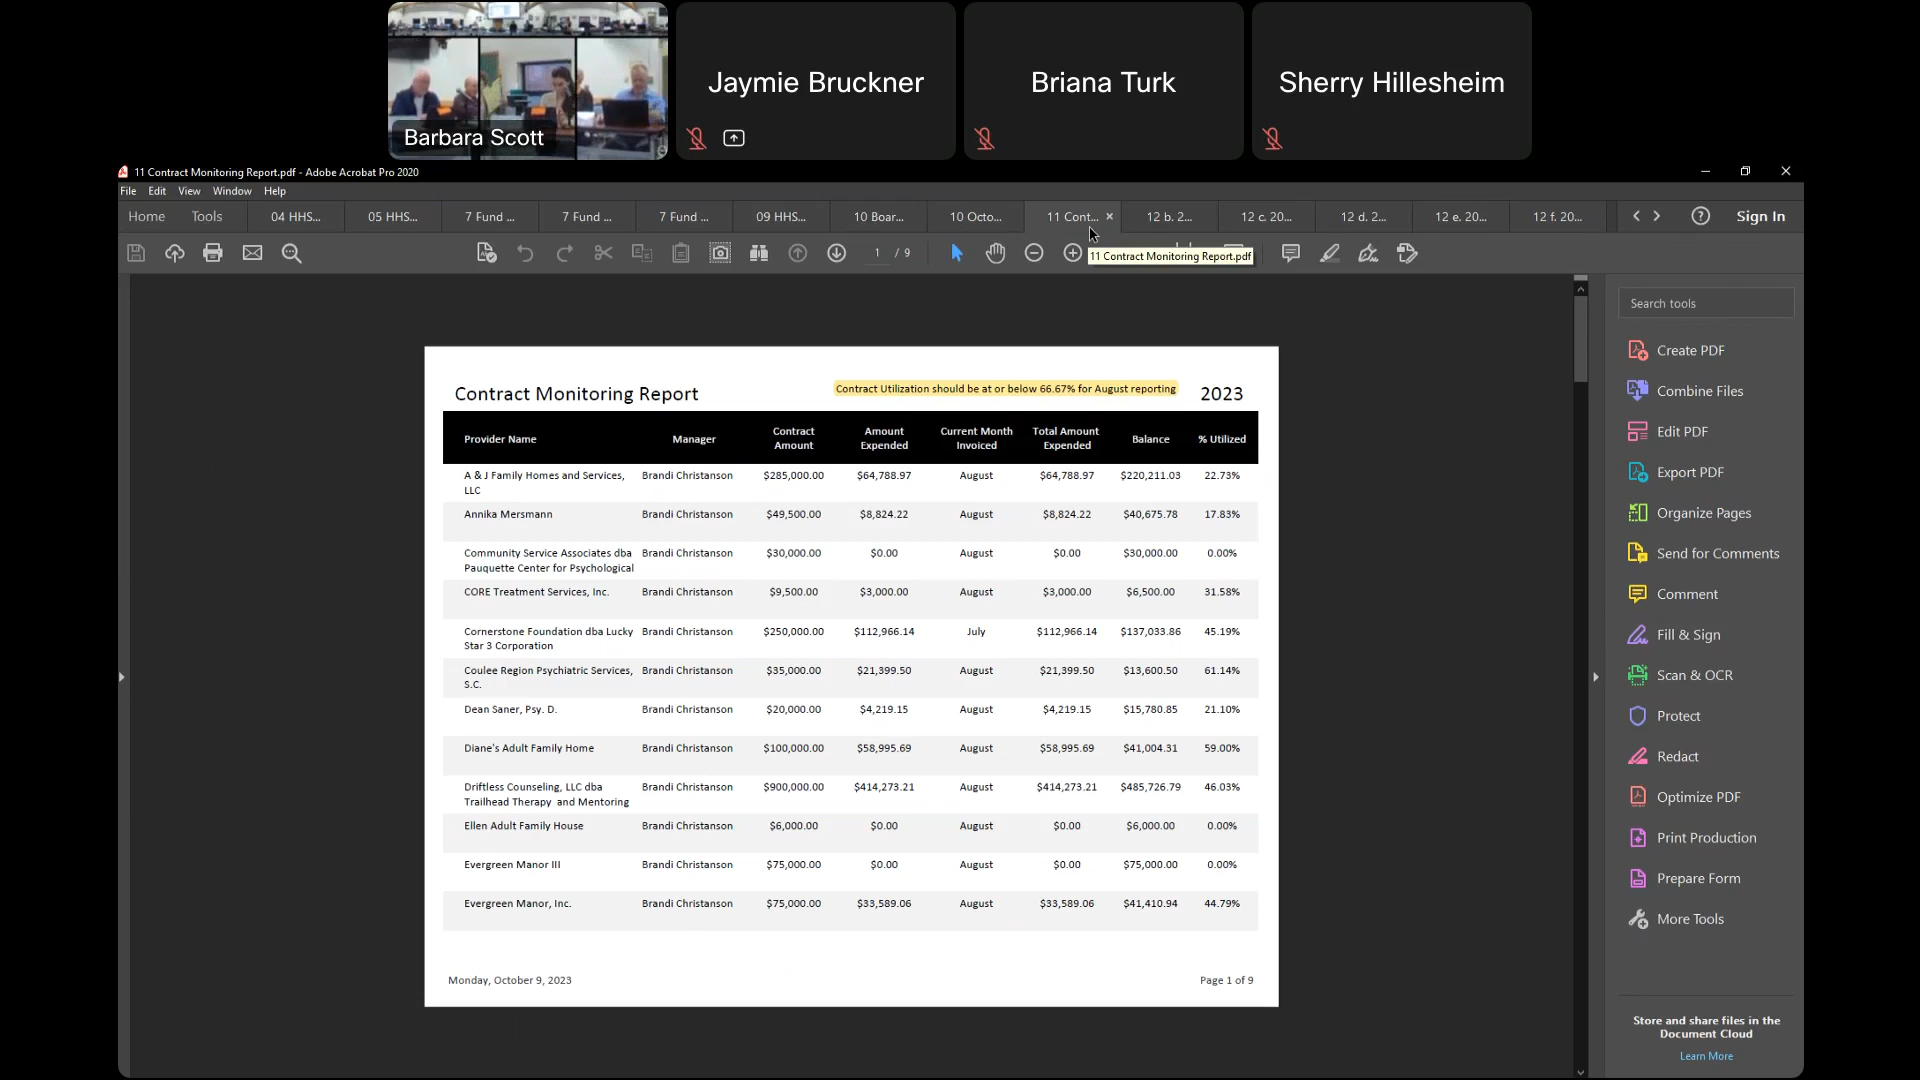 Barbara Scott
Jaymie Bruckner
Briana Turk
Sherry Hillesheim
11 Contract Monitoring Report.pdf - Adobe Acrobat Pro 2020
File Edit View Window Help
Home Tools 04 HHS... 05 HHS... 7 Fund ... 7 Fund ... 7 Fund ... 09 HHS... 10 Boar... 10 Octo... 11 Cont... × 12 b. 2... 12 c. 20... 12 d. 2... 12 e. 20... 12 f. 20... Sign In
1 / 9
11 Contract Monitoring Report.pdf
Contract Monitoring Report Contract Utilization should be at or below 66.67% for August reporting 2023
Provider Name Manager Contract Amount Amount Expended Current Month Invoiced Total Amount Expended Balance % Utilized
A & J Family Homes and Services, Brandi Christanson $285,000.00 $64,788.97 August $64,788.97 $220,211.03 22.73%
LLC
Annika Mersmann Brandi Christanson $49,500.00 $8,824.22 August $8,824.22 $40,675.78 17.83%
Community Service Associates dba Brandi Christanson $30,000.00 $0.00 August $0.00 $30,000.00 0.00%
Pauquette Center for Psychological
CORE Treatment Services, Inc. Brandi Christanson $9,500.00 $3,000.00 August $3,000.00 $6,500.00 31.58%
Cornerstone Foundation dba Lucky Brandi Christanson $250,000.00 $112,966.14 July $112,966.14 $137,033.86 45.19%
Star 3 Corporation
Coulee Region Psychiatric Services, Brandi Christanson $35,000.00 $21,399.50 August $21,399.50 $13,600.50 61.14%
S.C.
Dean Saner, Psy. D. Brandi Christanson $20,000.00 $4,219.15 August $4,219.15 $15,780.85 21.10%
Diane's Adult Family Home Brandi Christanson $100,000.00 $58,995.69 August $58,995.69 $41,004.31 59.00%
Driftless Counseling, LLC dba Brandi Christanson $900,000.00 $414,273.21 August $414,273.21 $485,726.79 46.03%
Trailhead Therapy and Mentoring
Ellen Adult Family House Brandi Christanson $6,000.00 $0.00 August $0.00 $6,000.00 0.00%
Evergreen Manor III Brandi Christanson $75,000.00 $0.00 August $0.00 $75,000.00 0.00%
Evergreen Manor, Inc. Brandi Christanson $75,000.00 $33,589.06 August $33,589.06 $41,410.94 44.79%
Monday, October 9, 2023 Page 1 of 9
Search tools
Create PDF
Combine Files
Edit PDF
Export PDF
Organize Pages
Send for Comments
Comment
Fill & Sign
Scan & OCR
Protect
Redact
Optimize PDF
Print Production
Prepare Form
More Tools
Store and share files in the
Document Cloud
Learn More